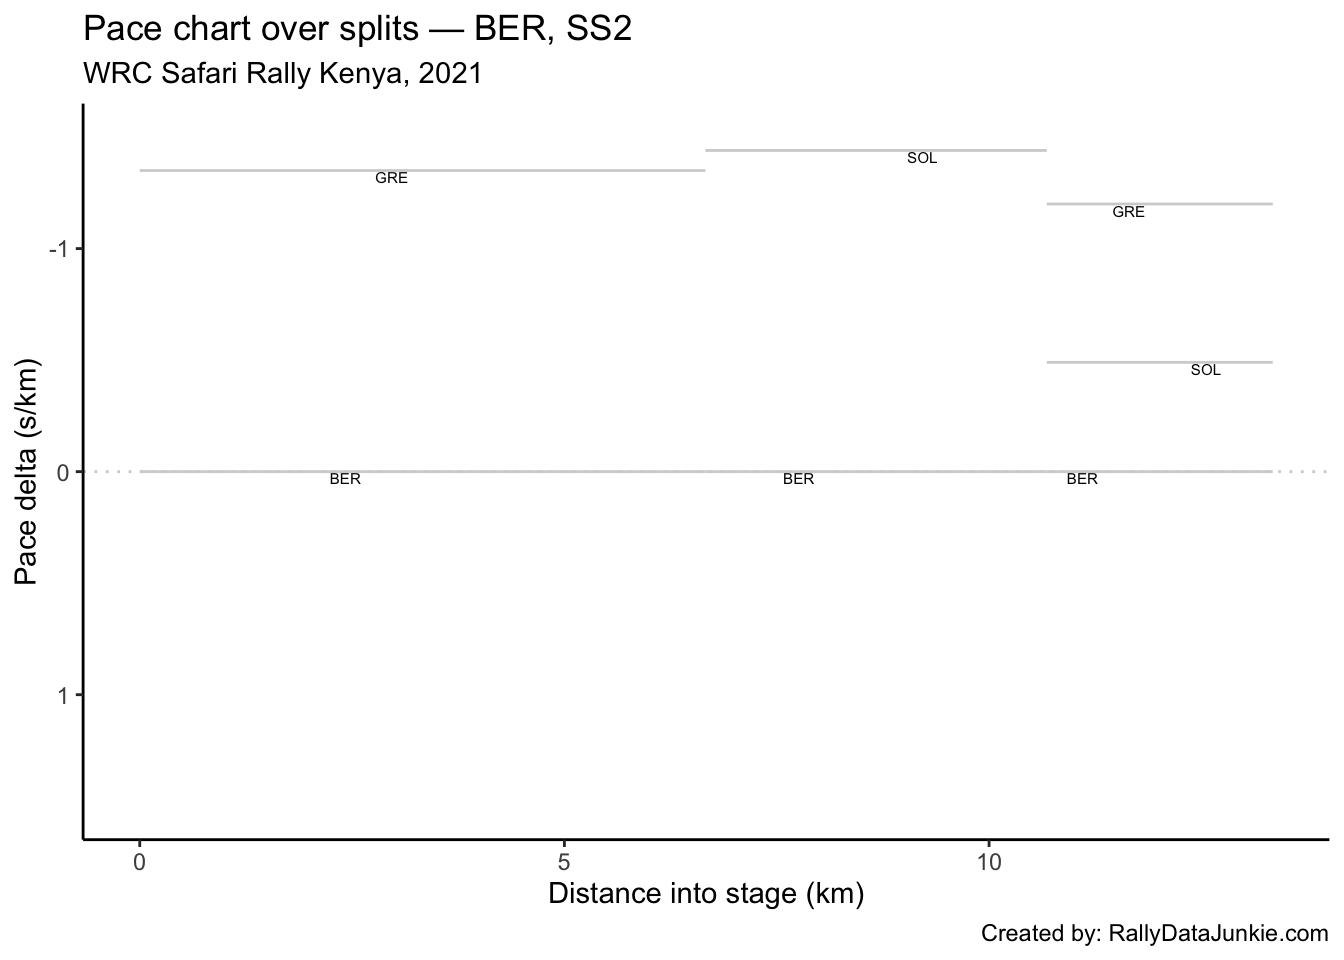 Pace chart over splits — BER, SS2
WRC Safari Rally Kenya, 2021
SOL
GRE
GRE
-1
SOL
0
BER
BER
BER
Pace delta (s/km)
1
0
5
10
Distance into stage (km)
Created by: RallyDataJunkie.com